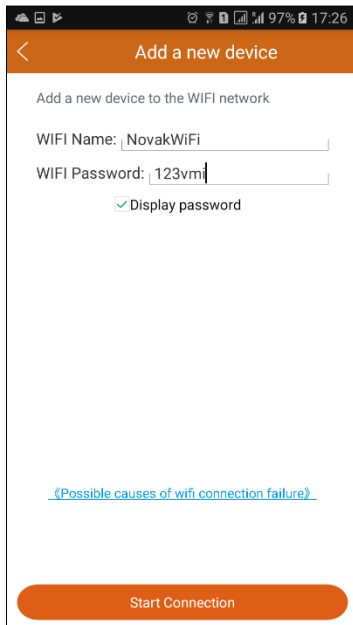 97% 17:26
Add a new device
Add a new device to the WIFI network
WIFI Name: NovakWiFi
WIFI Password: 123vmi
Display password
《Possible causes of wifi connection failure》
Start Connection